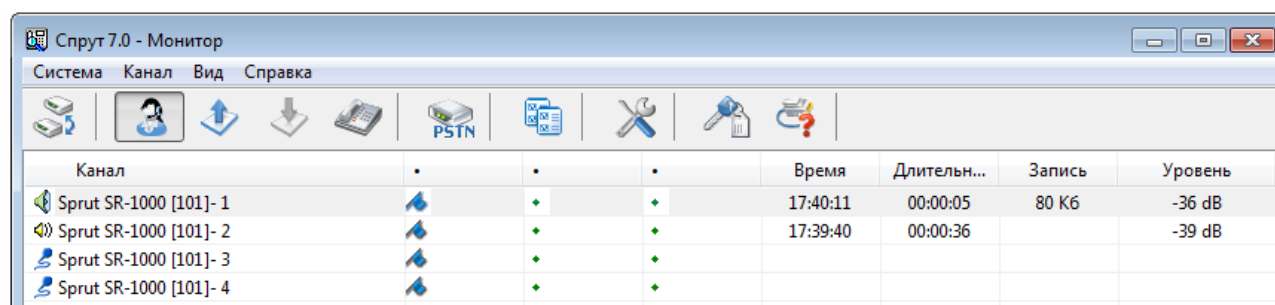 Спрут 7.0 - Монитор
Система Канал Вид Справка
PSTN
Канал • • • Время Длительн... Запись Уровень
Sprut SR-1000 [101]- 1 17:40:11 00:00:05 80 Кб -36 dB
Sprut SR-1000 [101]- 2 17:39:40 00:00:36 -39 dB
Sprut SR-1000 [101]- 3
Sprut SR-1000 [101]- 4